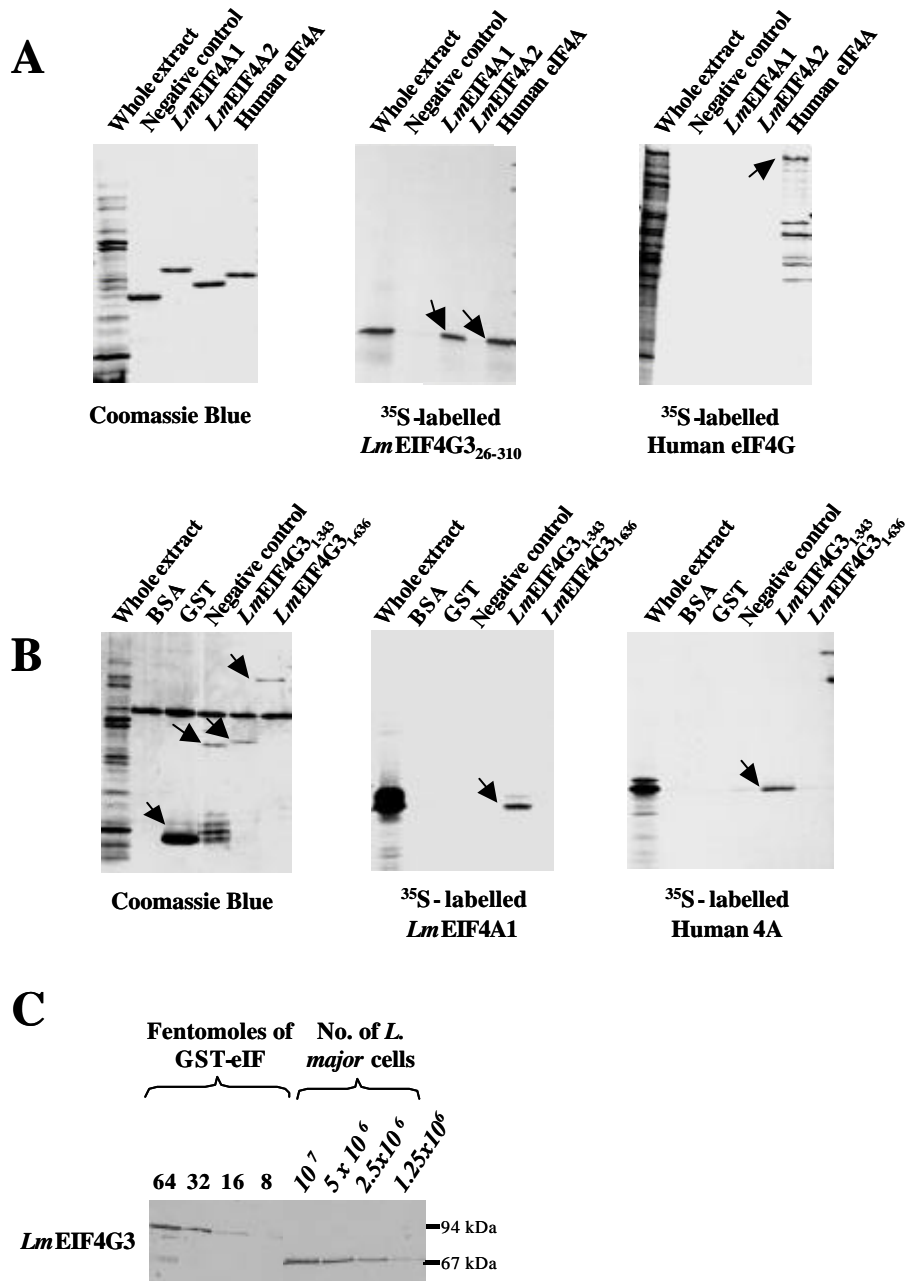 A
Whole extract
Negative control
LmEIF4A1
LmEIF4A2
Human eIF4A
Whole extract
Negative control
LmEIF4A1
LmEIF4A2
Human eIF4A
Whole extract
Negative control
LmEIF4A1
LmEIF4A2
Human eIF4A
Coomassie Blue
35S-labelled
LmEIF4G326-310
35S-labelled
Human eIF4G
B
Whole extract
BSA
GST
Negative control
LmEIF4G31-343
LmEIF4G31-636
Whole extract
BSA
GST
Negative control
LmEIF4G31-343
LmEIF4G31-636
Whole extract
BSA
GST
Negative control
LmEIF4G31-343
LmEIF4G31-636
Coomassie Blue
35S- labelled
LmEIF4A1
35S- labelled
Human 4A
C
Fentomoles of
GST-eIF
No. of L.
major cells
64 32 16 8
10 7
5 x 10 6
2.5x10 6
1.25x10 6
LmEIF4G3
94 kDa
67 kDa